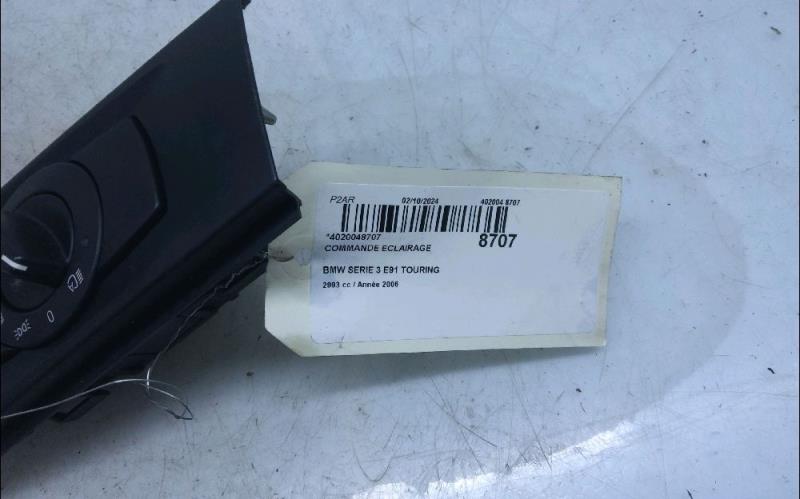 P2AR 02/10/2024 402004 8707
*4020048707 8707
COMMANDE ECLAIRAGE
BMW SERIE 3 E91 TOURING
2993 cc / Année 2006
0